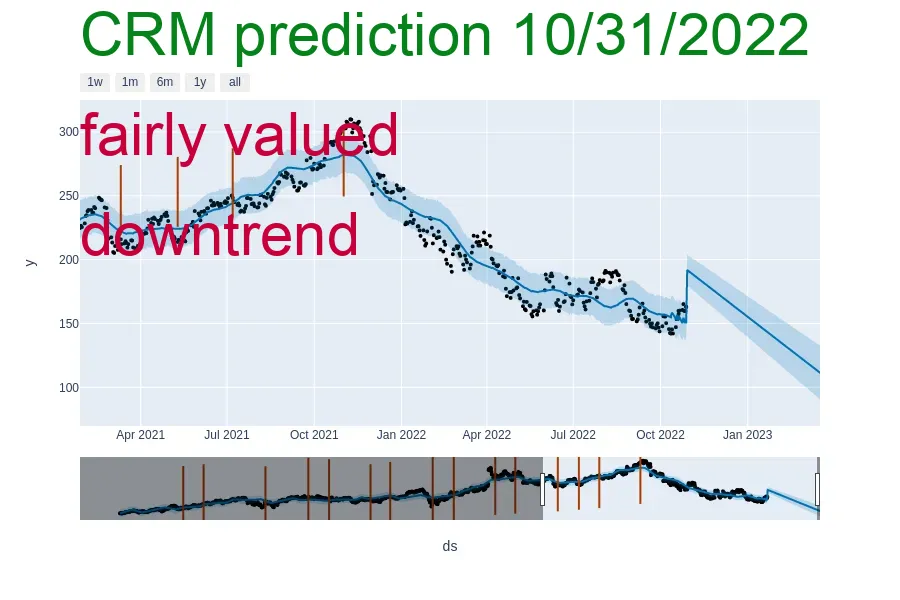 CRM prediction 10/31/2022
1w 1m 6m 1y all
fairly valued
downtrend
300
250
200
150
100
y
Apr 2021 Jul 2021 Oct 2021 Jan 2022 Apr 2022 Jul 2022 Oct 2022 Jan 2023
ds